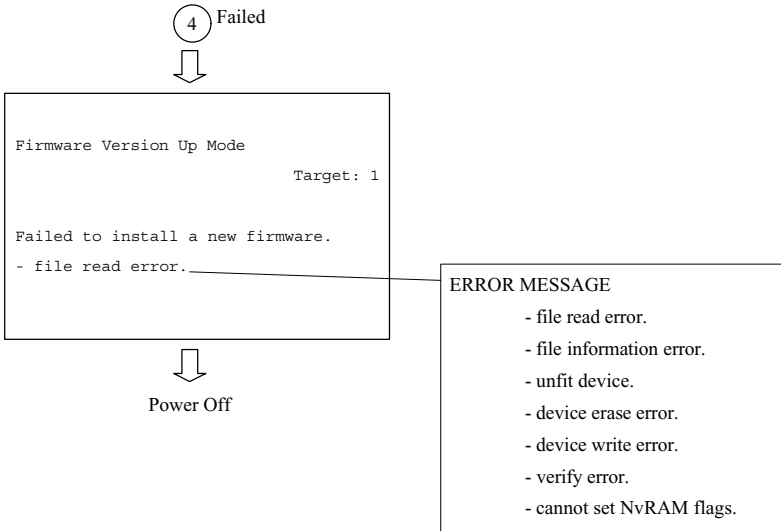 4 Failed
Firmware Version Up Mode
Target: 1
Failed to install a new firmware.
- file read error.
Power Off
ERROR MESSAGE
- file read error.
- file information error.
- unfit device.
- device erase error.
- device write error.
- verify error.
- cannot set NvRAM flags.